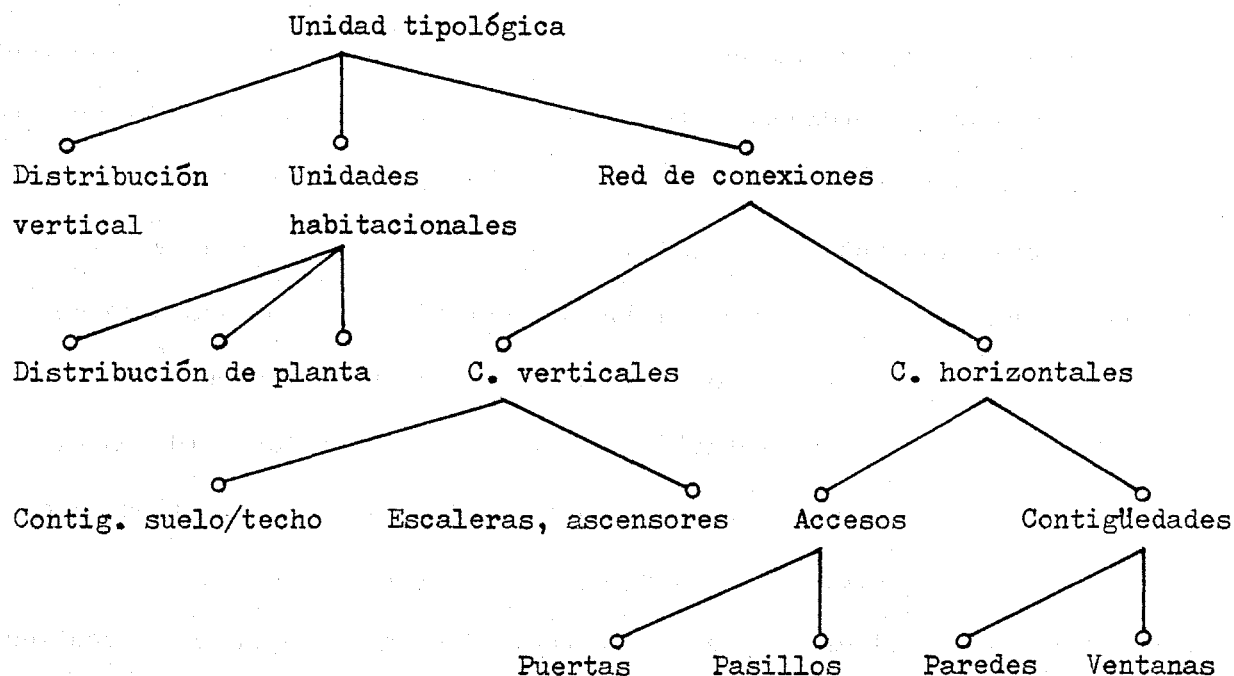 Unidad tipológica
Distribución Unidades Red de conexiones
vertical habitacionales
Distribución de planta C. verticales C. horizontales
Contig. suelo/techo Escaleras, ascensores Accesos Contigüedades
Puertas Pasillos Paredes Ventanas